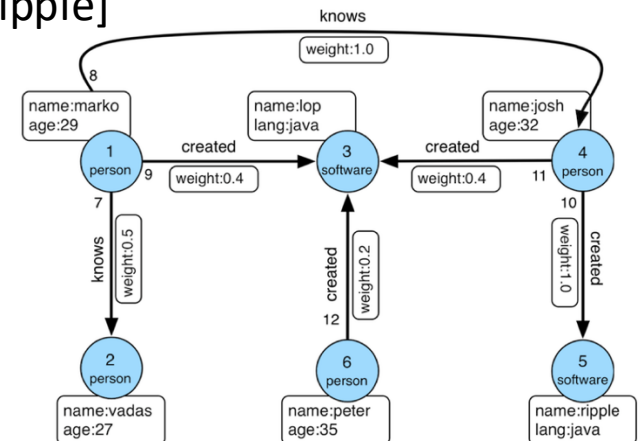 ipple]
knows
weight:1.0
8
name:marko
age:29
name:lop
lang:java
name:josh
age:32
1
person
9
created
weight:0.4
3
software
created
weight:0.4
11
4
person
7
knows
weight:0.5
12
created
weight:0.2
10
created
weight:1.0
2
person
name:vadas
age:27
6
person
name:peter
age:35
5
software
name:ripple
lang:java